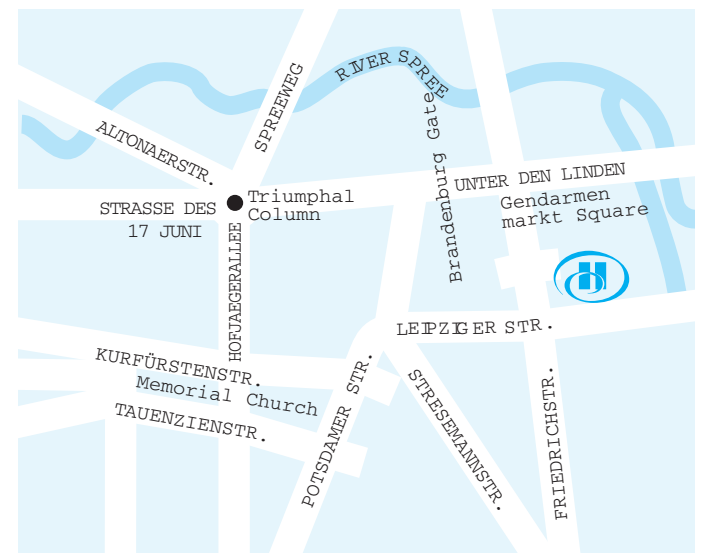 RIVER SPREE
SPREEWEG
ALTONAERSTR.
Brandenburg Gate
UNTER DEN LINDEN
Triumphal
Column
Gendarmen
markt Square
STRASSE DES
17 JUNI
HOFJAEGERALLEE
H
LEIPZIGER STR.
KURFÜRSTENSTR.
Memorial Church
TAUENZIENSTR.
POTSDAMER STR.
STRESEMANNSTR.
FRIEDRICHSTR.